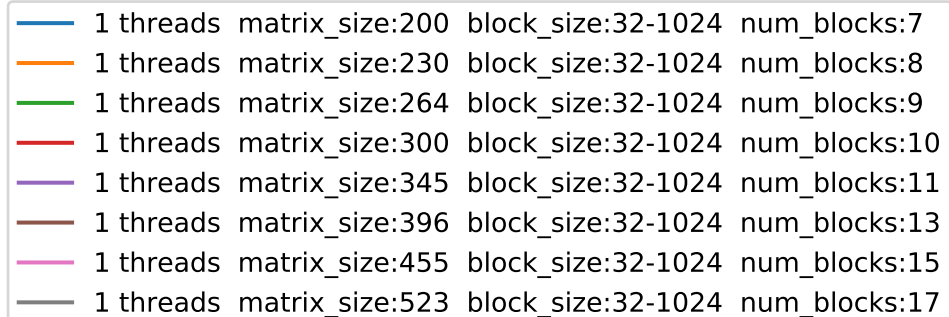 1 threads matrix_size:200 block_size:32-1024 num_blocks:7
1 threads matrix_size:230 block_size:32-1024 num_blocks:8
1 threads matrix_size:264 block_size:32-1024 num_blocks:9
1 threads matrix_size:300 block_size:32-1024 num_blocks:10
1 threads matrix_size:345 block_size:32-1024 num_blocks:11
1 threads matrix_size:396 block_size:32-1024 num_blocks:13
1 threads matrix_size:455 block_size:32-1024 num_blocks:15
1 threads matrix_size:523 block_size:32-1024 num_blocks:17